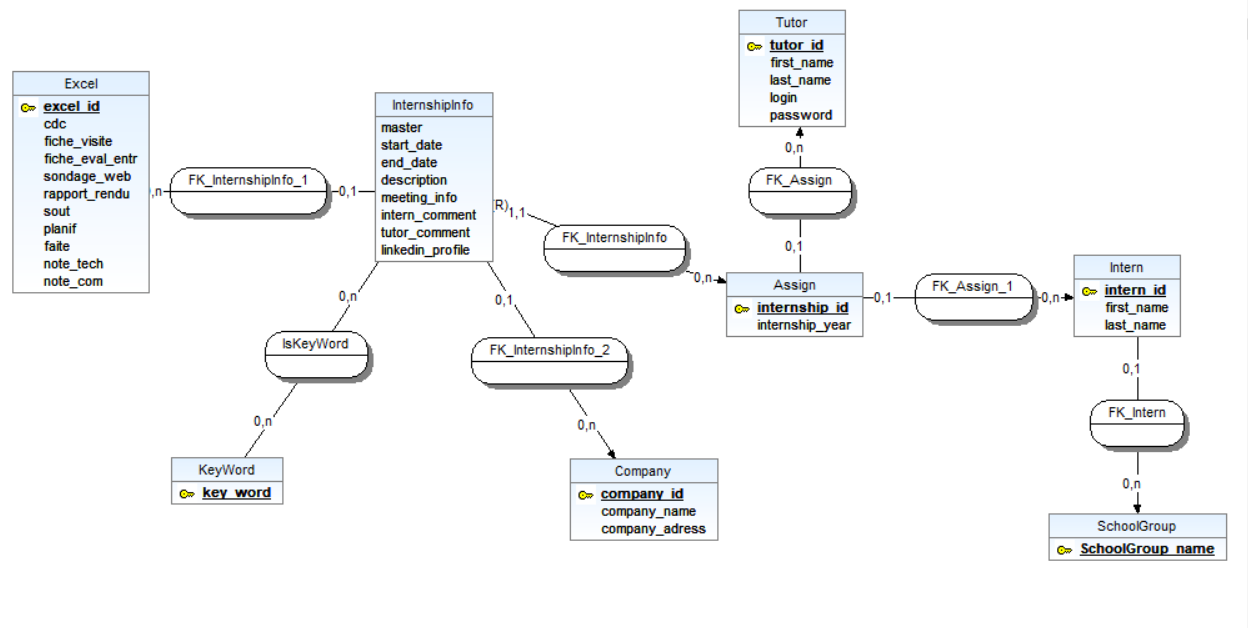 Tutor
tutor_id
first_name
last_name
login
password
Excel
excel_id
cdc
fiche_visite
fiche_eval_entr
sondage_web
rapport_rendu
sout
planif
faite
note_tech
note_com
InternshipInfo
master
start_date
end_date
description
meeting_info
intern_comment
tutor_comment
linkedin_profile
,n
FK_InternshipInfo_1
0,1
0,n
FK_Assign
0,1
(R)1,1
FK_InternshipInfo
0,n
Assign
internship_id
internship_year
0,1
FK_Assign_1
0,n
Intern
intern_id
first_name
last_name
0,n
IsKeyWord
0,n
KeyWord
key_word
0,1
FK_InternshipInfo_2
0,n
Company
company_id
company_name
company_adress
0,1
FK_Intern
0,n
SchoolGroup
SchoolGroup_name